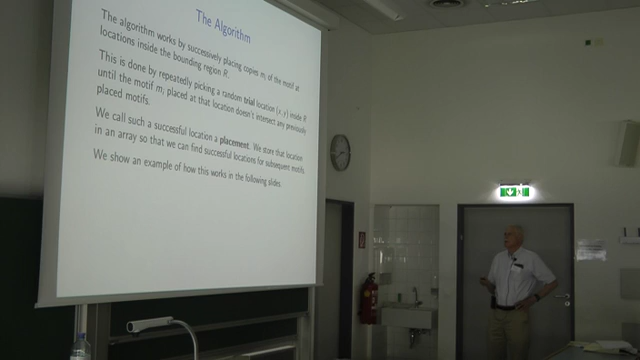 The Algorithm
The algorithm works by successively placing copies mᵢ of the motif at
locations inside the bounding region R.
This is done by repeatedly picking a random trial location (x, y) inside R
until the motif mᵢ placed at that location doesn't intersect any previously
placed motifs.
We call such a successful location a placement. We store that location
in an array so that we can find successful locations for subsequent motifs.
We show an example of how this works in the following slides.